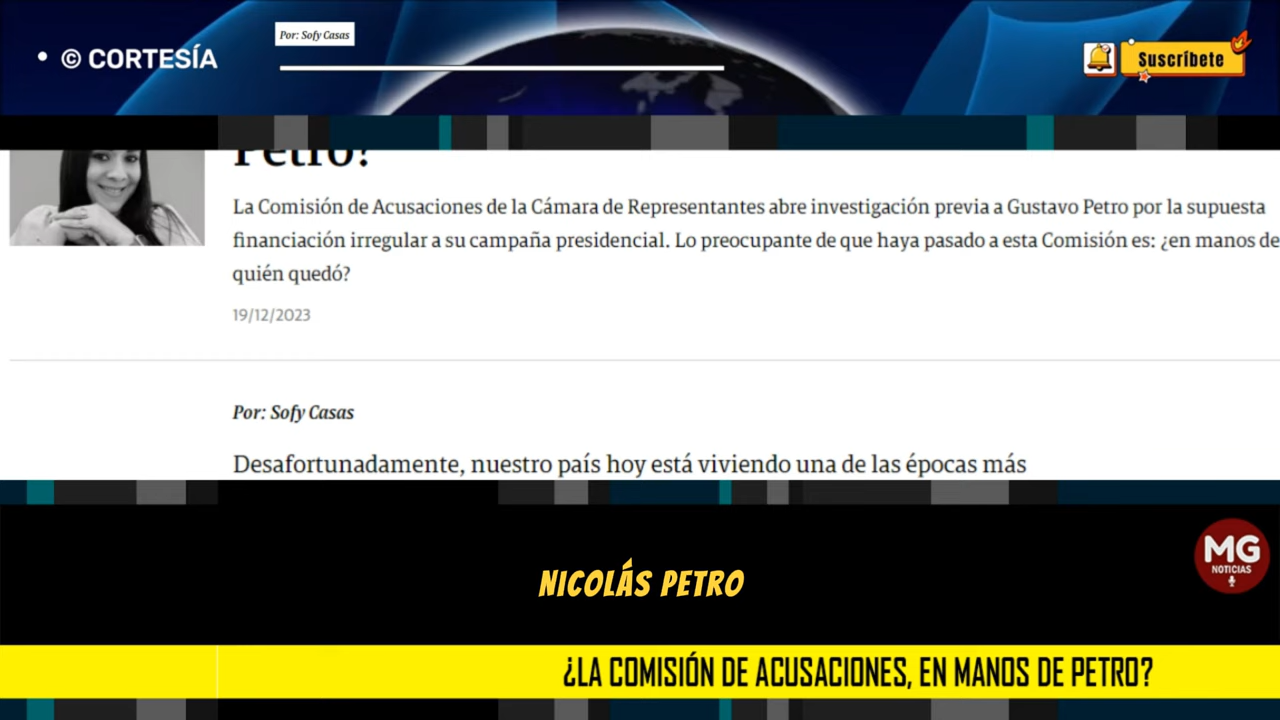 Por: Sofy Casas
• © CORTESÍA
Suscríbete
Petro?
La Comisión de Acusaciones de la Cámara de Representantes abre investigación previa a Gustavo Petro por la supuesta
financiación irregular a su campaña presidencial. Lo preocupante de que haya pasado a esta Comisión es: ¿en manos de
quién quedó?
19/12/2023
Por: Sofy Casas
Desafortunadamente, nuestro país hoy está viviendo una de las épocas más
MG
NOTICIAS
NICOLÁS PETRO
¿LA COMISIÓN DE ACUSACIONES, EN MANOS DE PETRO?